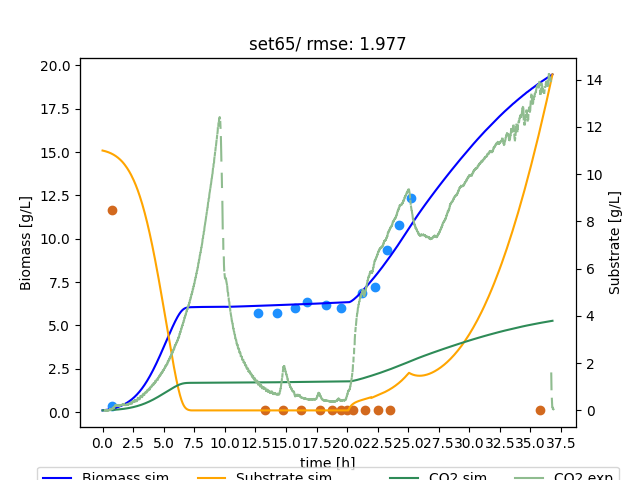 set65/ rmse: 1.977
20.0
17.5
15.0
12.5
10.0
7.5
5.0
2.5
0.0
Biomass [g/L]
14
12
10
8
6
4
2
0
Substrate [g/L]
0.0 2.5 5.0 7.5 10.0 12.5 15.0 17.5 20.0 22.5 25.0 27.5 30.0 32.5 35.0 37.5
time [h]
Biomass sim Substrate sim CO2 sim CO2 exp